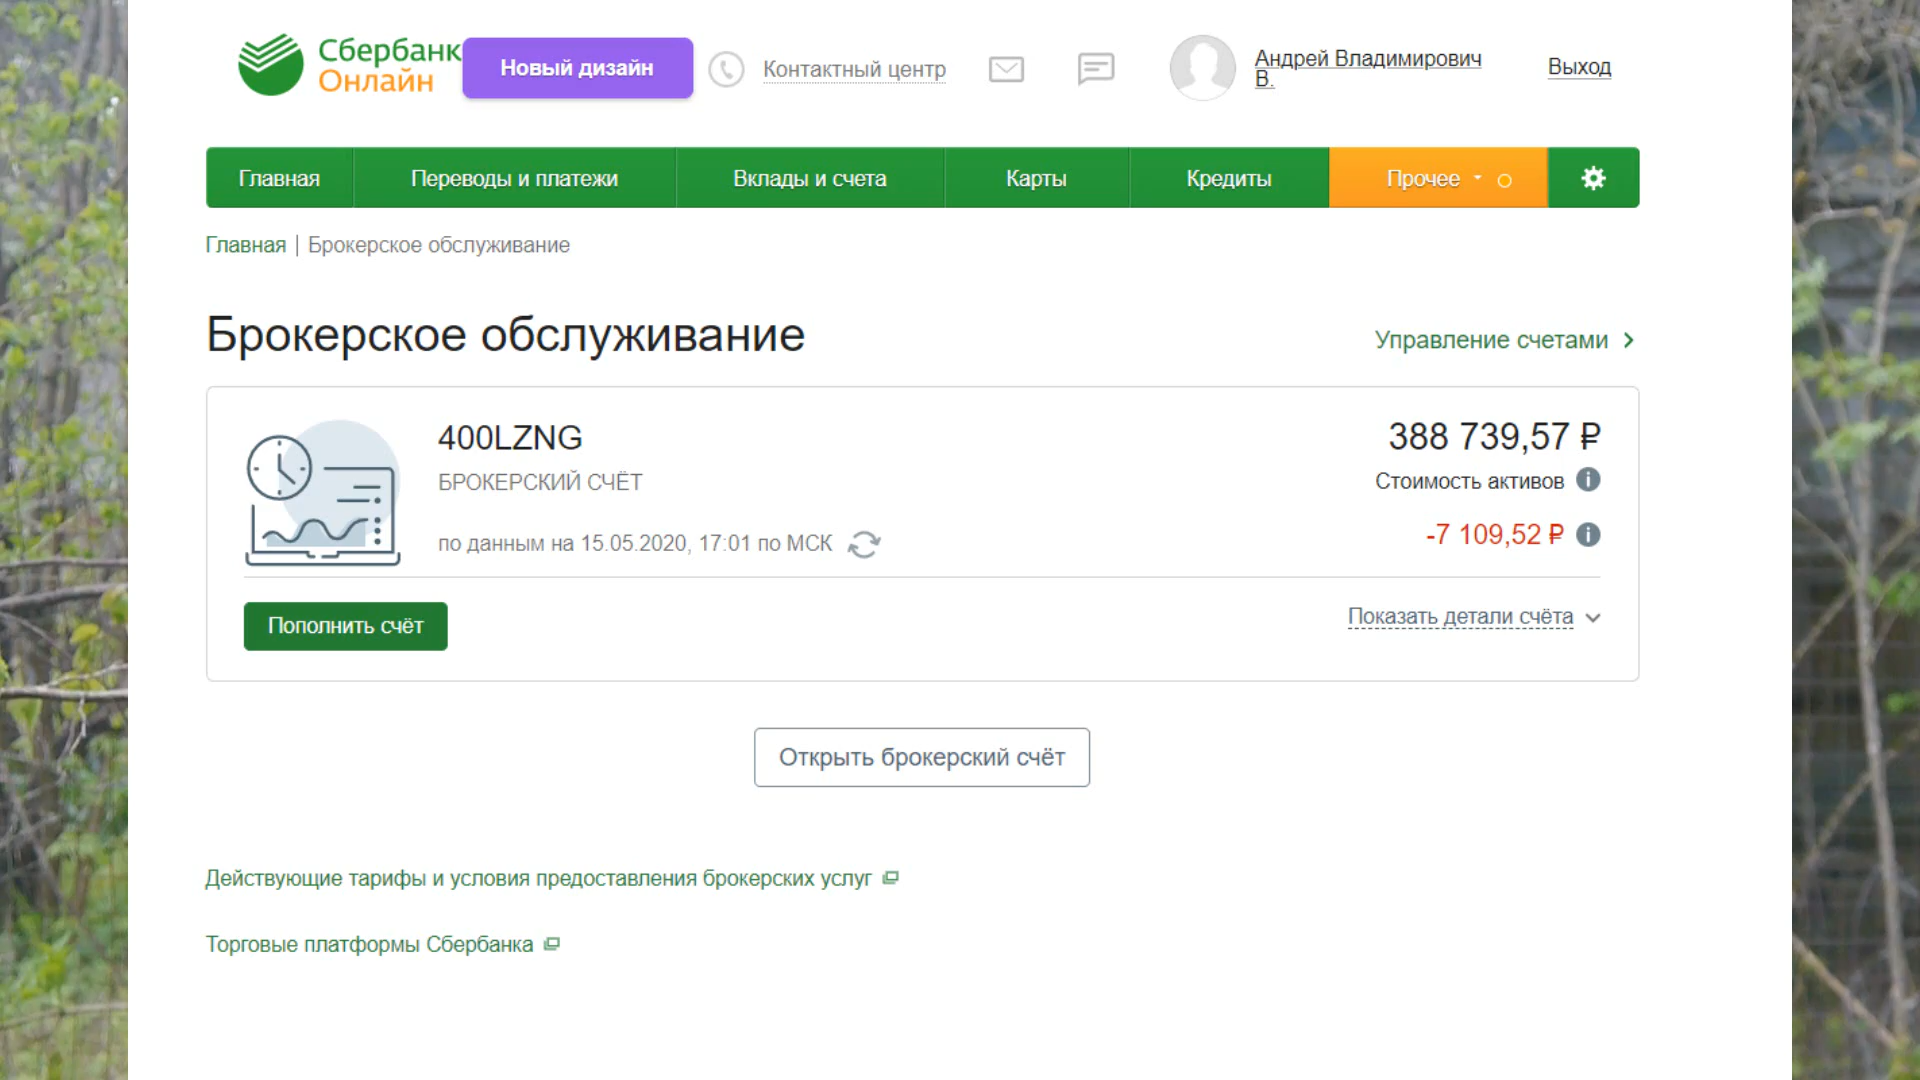 Сбербанк
Онлайн
Новый дизайн
Контактный центр
Андрей Владимирович
В.
Выход
Главная
Переводы и платежи
Вклады и счета
Карты
Кредиты
Прочее
Главная | Брокерское обслуживание
Брокерское обслуживание
Управление счетами
400LZNG
388 739,57 ₽
БРОКЕРСКИЙ СЧЁТ
Стоимость активов
по данным на 15.05.2020, 17:01 по МСК
-7 109,52 ₽
Пополнить счёт
Показать детали счёта
Открыть брокерский счёт
Действующие тарифы и условия предоставления брокерских услуг
Торговые платформы Сбербанка